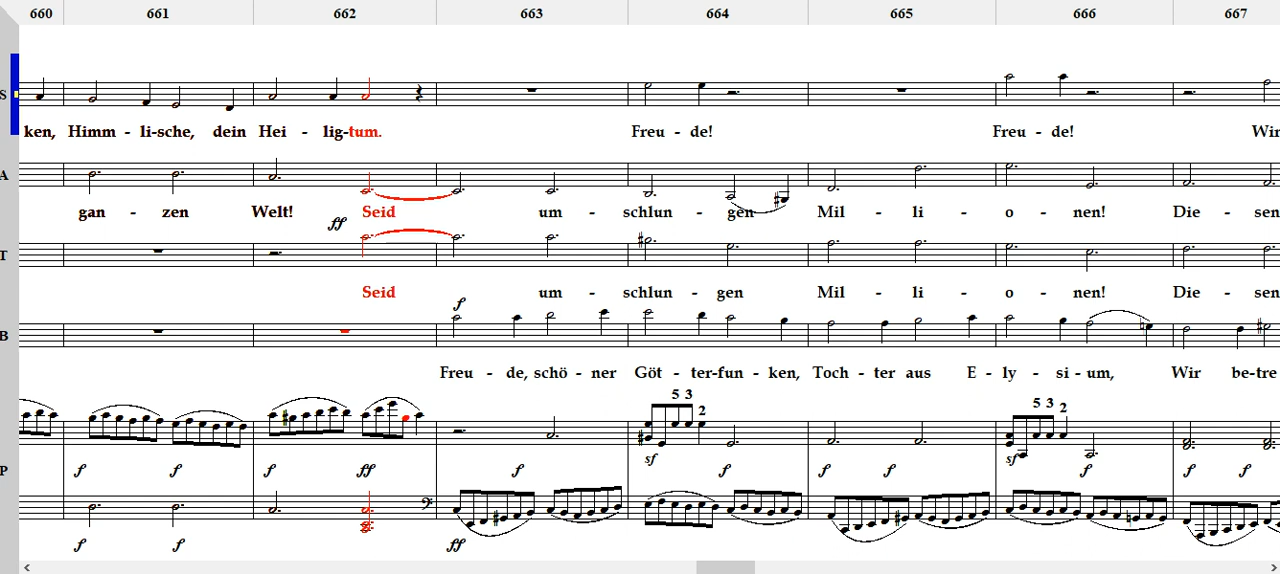 660 661 662 663 664 665 666 667
S
ken, Himm - li-sche, dein Hei - lig-tum. Freu - de! Freu - de! Wir
A
gan - zen Welt! Seid um - schlun - gen Mil - li - o - nen! Die - sen
ff
T
Seid um - schlun - gen Mil - li - o - nen! Die - sen
f
B
Freu - de, schö - ner Göt - ter-fun - ken, Toch - ter aus E - ly - si - um, Wir be-tre
5 3 2 5 3 2
P
f f f ff f sf f f f sf f f f
f f ff